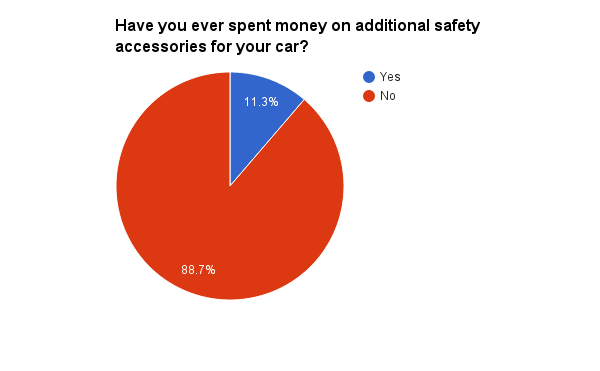 Have you ever spent money on additional safety
accessories for your car?
Yes
No
11.3%
88.7%